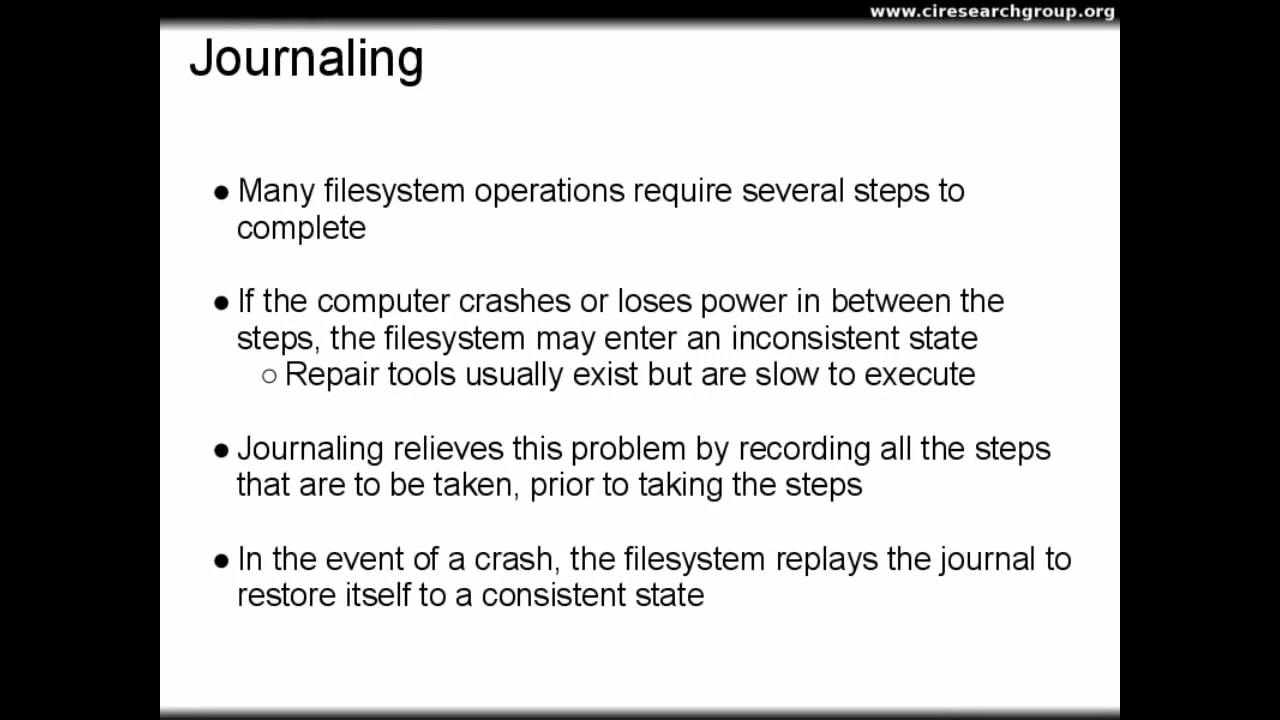 www.ciresearchgroup.org
Journaling
● Many filesystem operations require several steps to
complete
● If the computer crashes or loses power in between the
steps, the filesystem may enter an inconsistent state
○ Repair tools usually exist but are slow to execute
● Journaling relieves this problem by recording all the steps
that are to be taken, prior to taking the steps
● In the event of a crash, the filesystem replays the journal to
restore itself to a consistent state